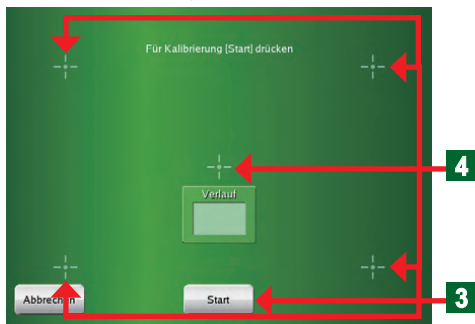 Für Kalibrierung [Start] drücken
4
Verlauf
Abbrechen
Start
3